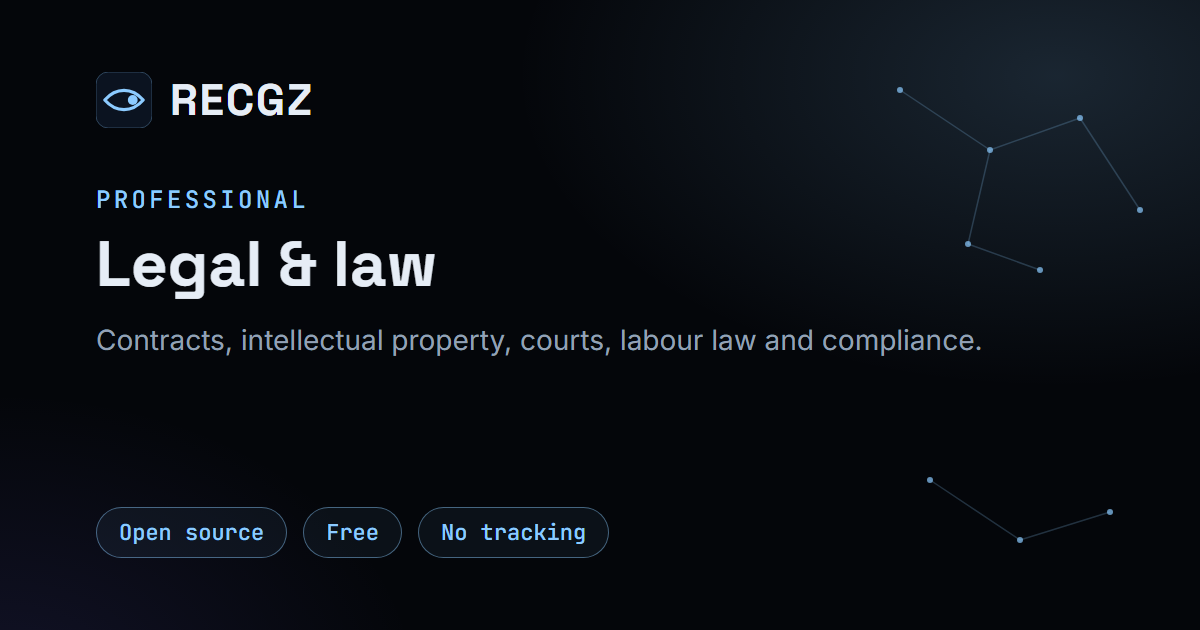 RECGZ
PROFESSIONAL
Legal & law
Contracts, intellectual property, courts, labour law and compliance.
Open source
Free
No tracking